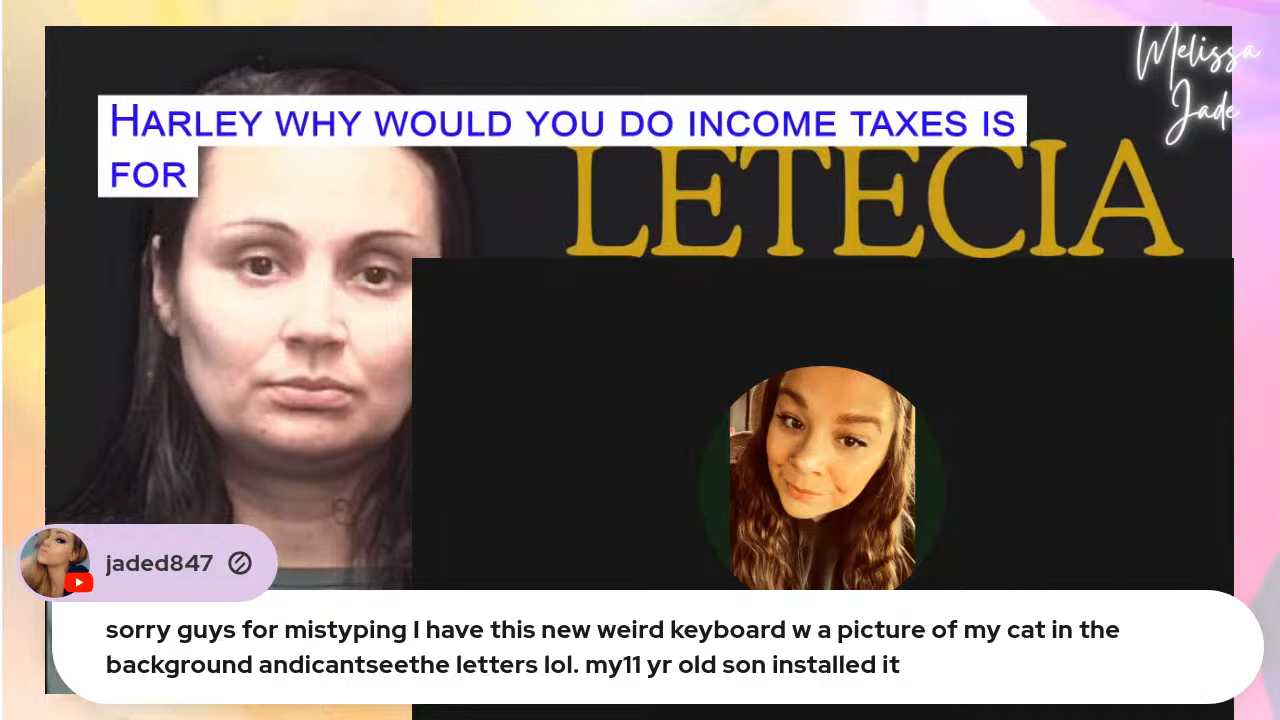 Melissa
Jade
HARLEY WHY WOULD YOU DO INCOME TAXES IS
FOR
LETECIA
jaded847
sorry guys for mistyping I have this new weird keyboard w a picture of my cat in the
background andicantseethe letters lol. my11 yr old son installed it